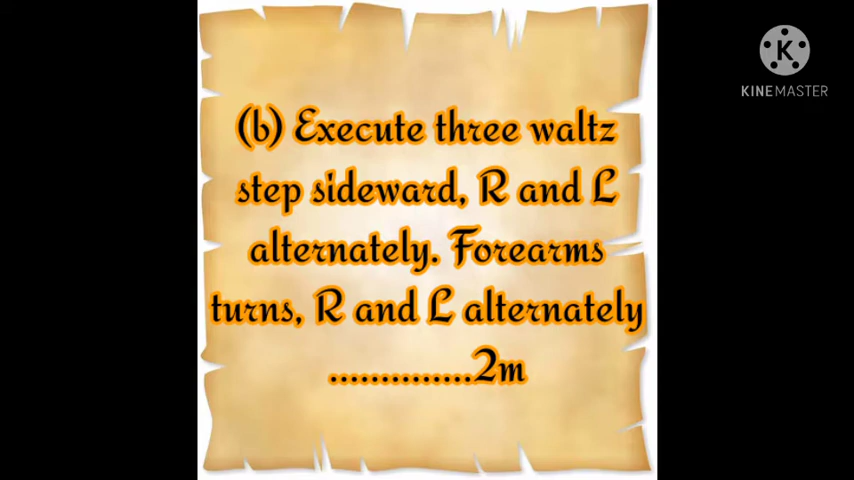 KINEMASTER
(b) Execute three waltz
step sideward, R and L
alternately. Forearms
turns, R and L alternately
..............2m